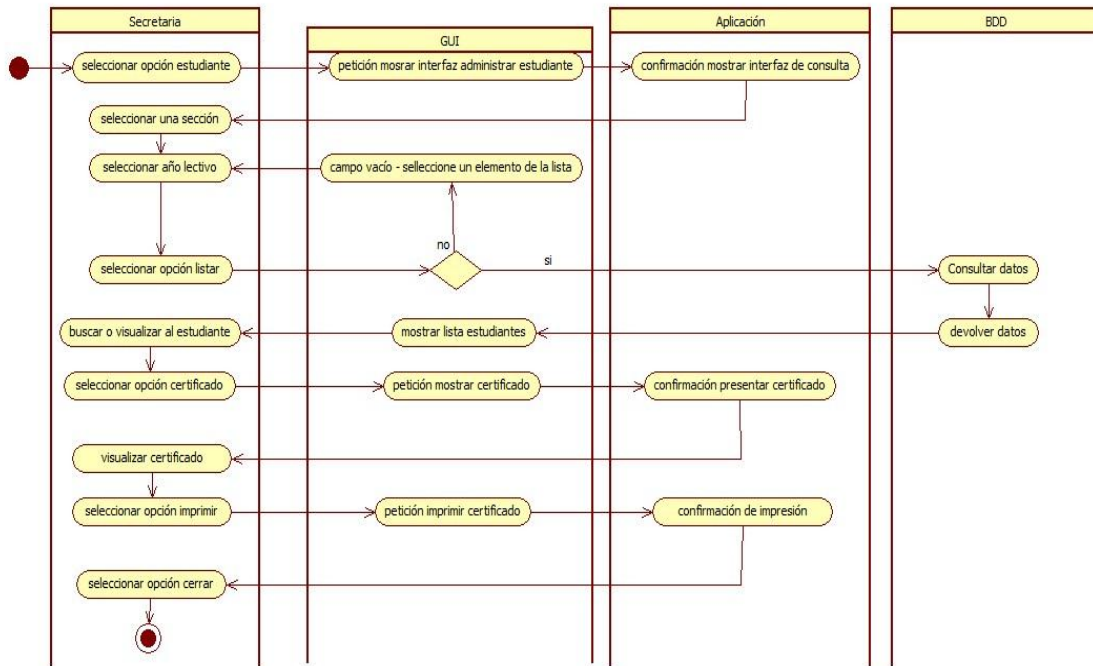 Secretaria
GUI
Aplicación
BDD
seleccionar opción estudiante
petición mosrar interfaz administrar estudiante
confirmación mostrar interfaz de consulta
seleccionar una sección
seleccionar año lectivo
campo vacío - selleccione un elemento de la lista
no
si
seleccionar opción listar
Consultar datos
buscar o visualizar al estudiante
mostrar lista estudiantes
devolver datos
seleccionar opción certificado
petición mostrar certificado
confirmación presentar certificado
visualizar certificado
seleccionar opción imprimir
petición imprimir certificado
confirmación de impresión
seleccionar opción cerrar